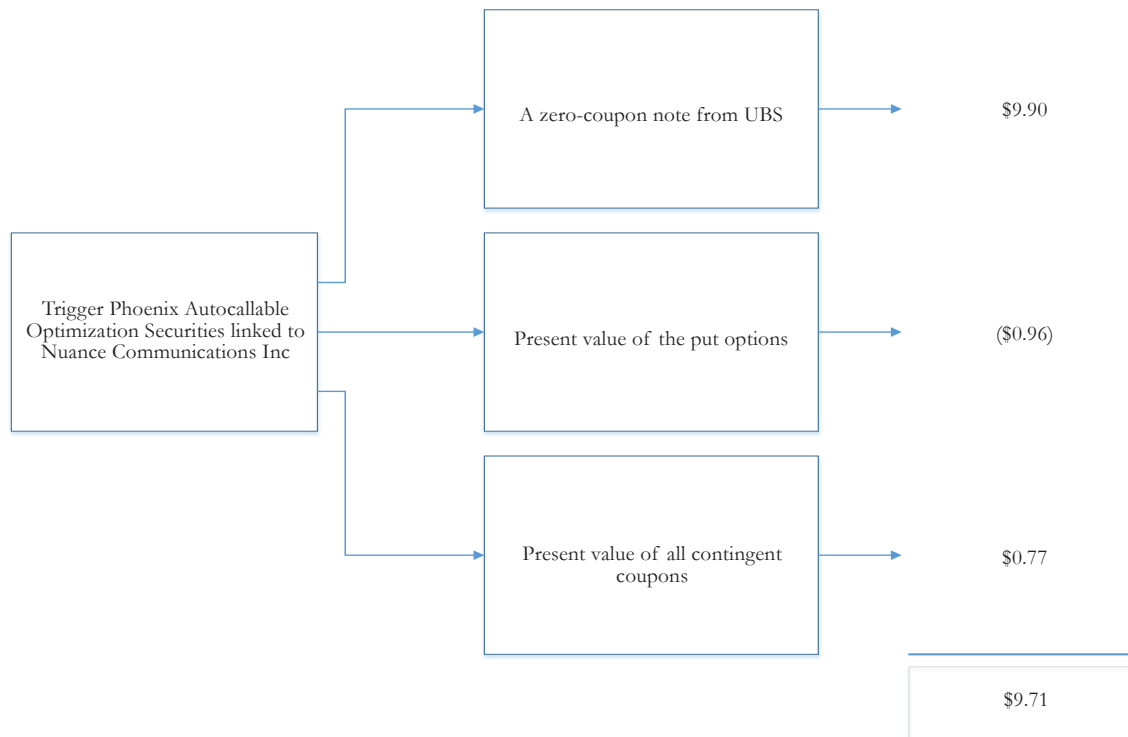 A zero-coupon note from UBS
$9.90
Trigger Phoenix Autocallable
Optimization Securities linked to
Nuance Communications Inc
Present value of the put options
($0.96)
Present value of all contingent
coupons
$0.77
$9.71